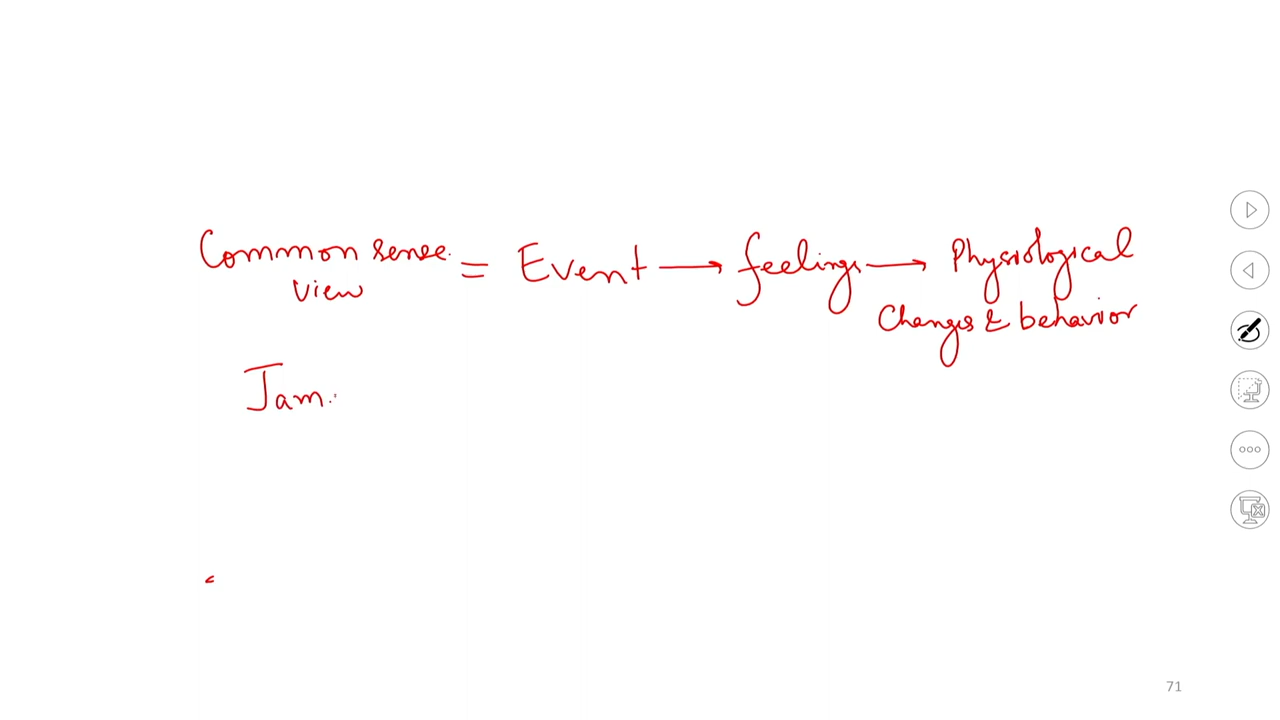 Common sense view = Event → feelings → Physiological
Changes & behavior
Jam
71